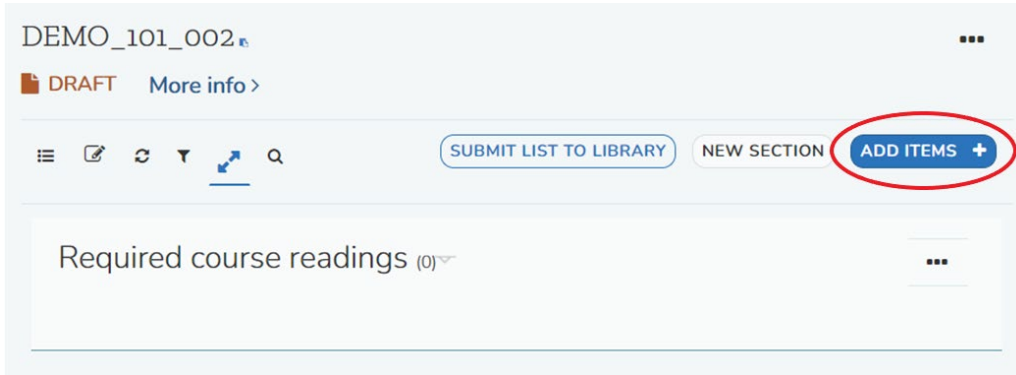 DEMO_101_002
DRAFT More info >
SUBMIT LIST TO LIBRARY NEW SECTION ADD ITEMS +
Required course readings (0)